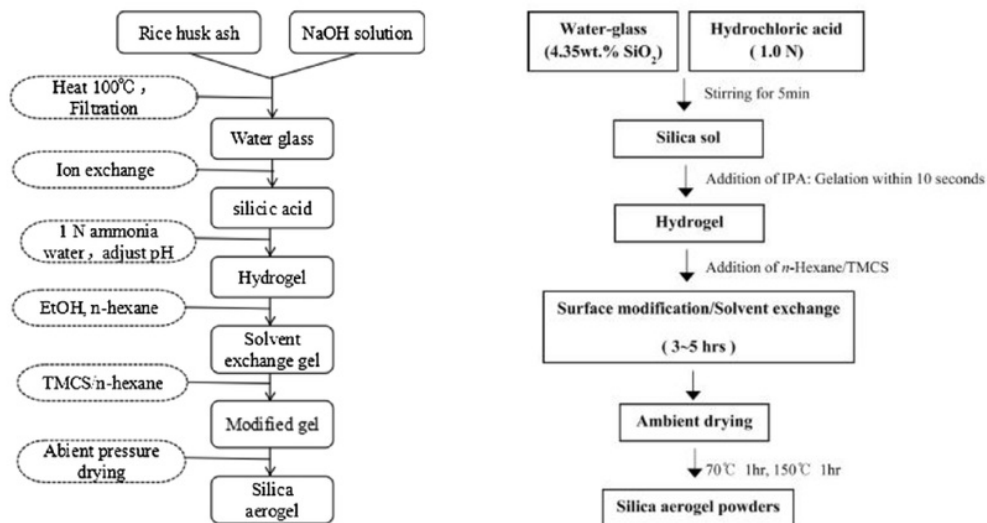 Rice husk ash
NaOH solution
Heat 100℃ ,
Filtration
Water glass
Ion exchange
silicic acid
1 N ammonia
water, adjust pH
Hydrogel
EtOH, n-hexane
Solvent
exchange gel
TMCS/n-hexane
Modified gel
Abient pressure
drying
Silica
aerogel
Water-glass
(4.35wt.% SiO₂)
Hydrochloric acid
( 1.0 N)
Stirring for 5min
Silica sol
Addition of IPA: Gelation within 10 seconds
Hydrogel
Addition of n-Hexane/TMCS
Surface modification/Solvent exchange
( 3~5 hrs )
Ambient drying
70℃ 1hr, 150℃ 1hr
Silica aerogel powders